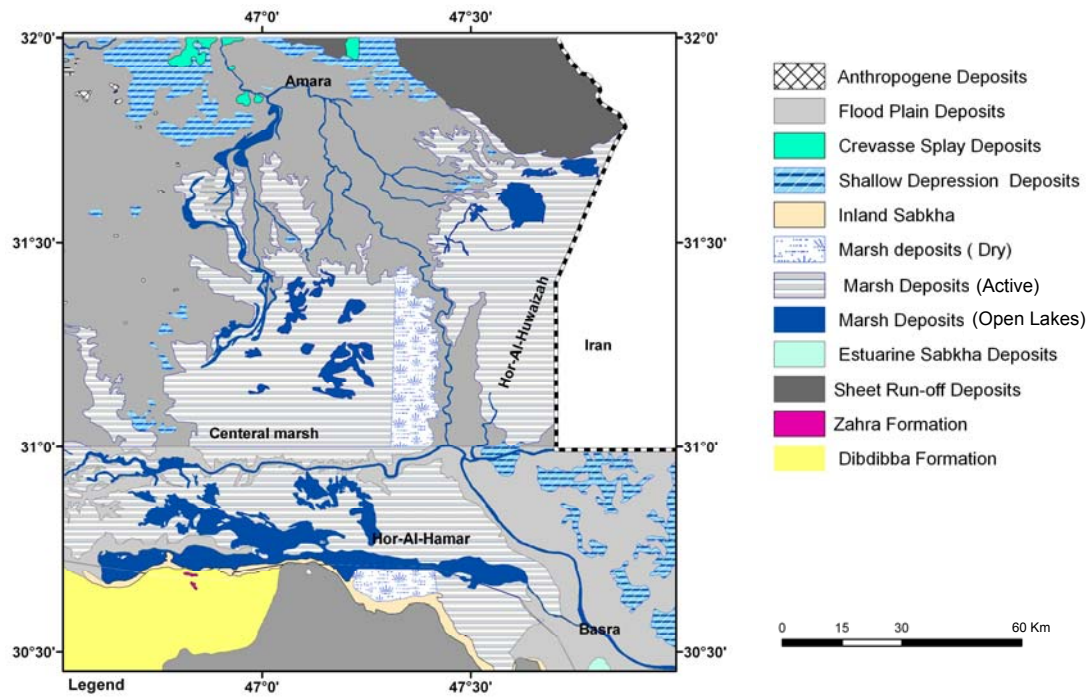 47°0' 47°30'
32°0' 32°0'
Amara
31°30' 31°30'
Hor-Al-Huwaizah
Iran
Centeral marsh
31°0' 31°0'
Hor-Al-Hamar
Basra
30°30' 30°30'
47°0' 47°30'
Legend
Anthropogene Deposits
Flood Plain Deposits
Crevasse Splay Deposits
Shallow Depression Deposits
Inland Sabkha
Marsh deposits ( Dry)
Marsh Deposits (Active)
Marsh Deposits (Open Lakes)
Estuarine Sabkha Deposits
Sheet Run-off Deposits
Zahra Formation
Dibdibba Formation
0 15 30 60 Km